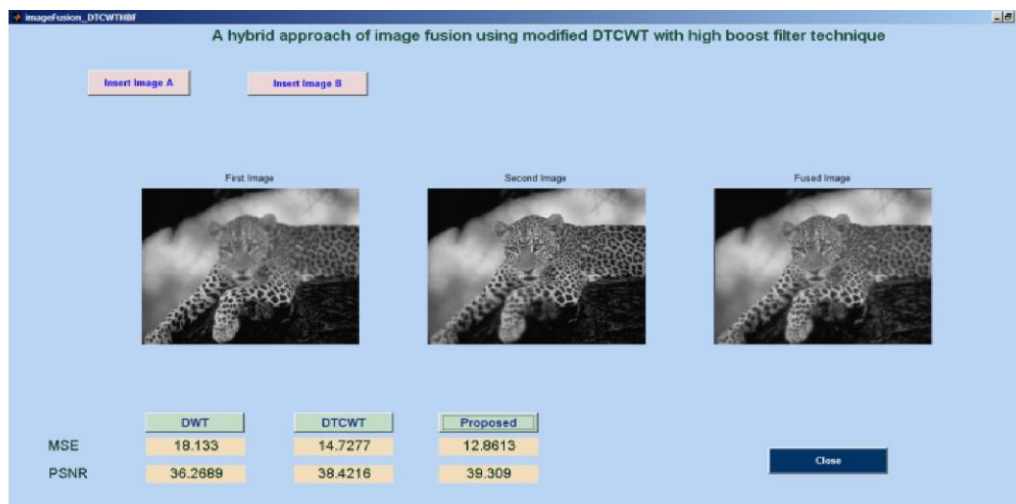 imageFusion_DTCWTHBF
A hybrid approach of image fusion using modified DTCWT with high boost filter technique
Insert Image A Insert Image B
First Image Second Image Fused Image
DWT DTCWT Proposed
MSE 18.133 14.7277 12.8613
PSNR 36.2689 38.4216 39.309
Close